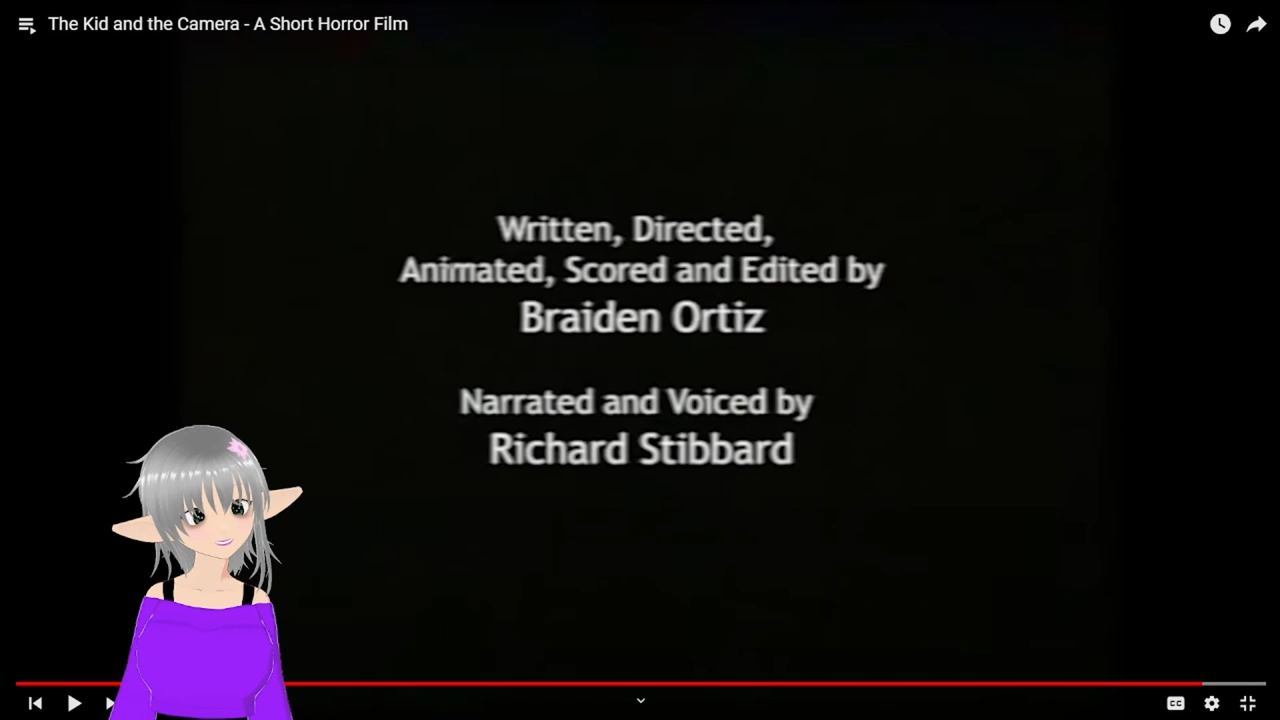 The Kid and the Camera - A Short Horror Film
Written, Directed,
Animated, Scored and Edited by
Braiden Ortiz
Narrated and Voiced by
Richard Stibbard
CC